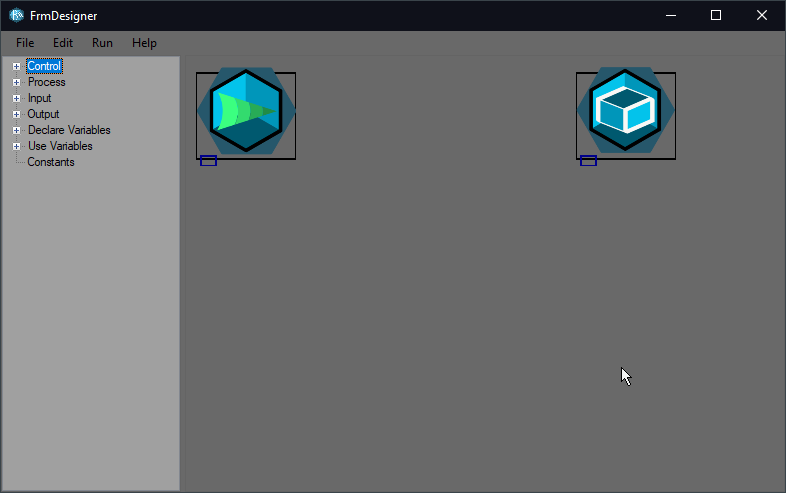 FrmDesigner
File Edit Run Help
Control
Process
Input
Output
Declare Variables
Use Variables
Constants